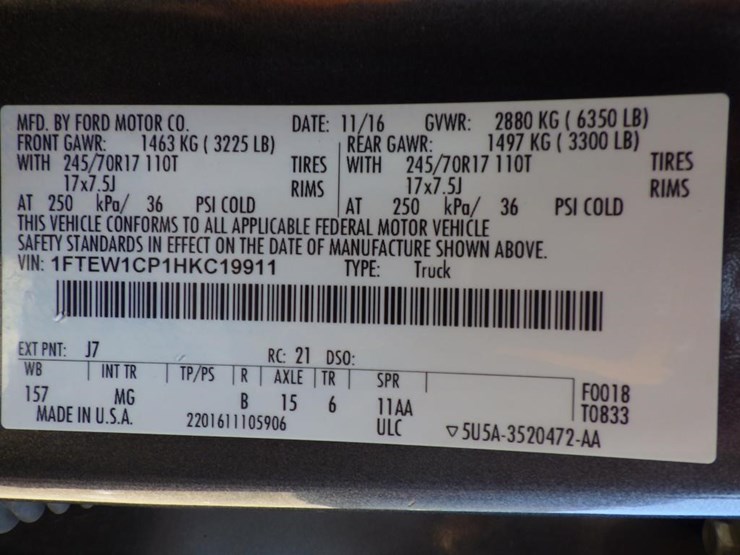 MFD. BY FORD MOTOR CO. DATE: 11/16 GVWR: 2880 KG ( 6350 LB)
FRONT GAWR: 1463 KG ( 3225 LB) REAR GAWR: 1497 KG ( 3300 LB)
WITH 245/70R17 110T TIRES WITH 245/70R17 110T TIRES
17x7.5J RIMS 17x7.5J RIMS
AT 250 kPa/ 36 PSI COLD AT 250 kPa/ 36 PSI COLD
THIS VEHICLE CONFORMS TO ALL APPLICABLE FEDERAL MOTOR VEHICLE
SAFETY STANDARDS IN EFFECT ON THE DATE OF MANUFACTURE SHOWN ABOVE.
VIN: 1FTEW1CP1HKC19911 TYPE: Truck
EXT PNT: J7 RC: 21 DSO:
WB INT TR TP/PS R AXLE TR SPR F0018
157 MG B 15 6 11AA T0833
MADE IN U.S.A. 2201611105906 ULC ▽5U5A-3520472-AA